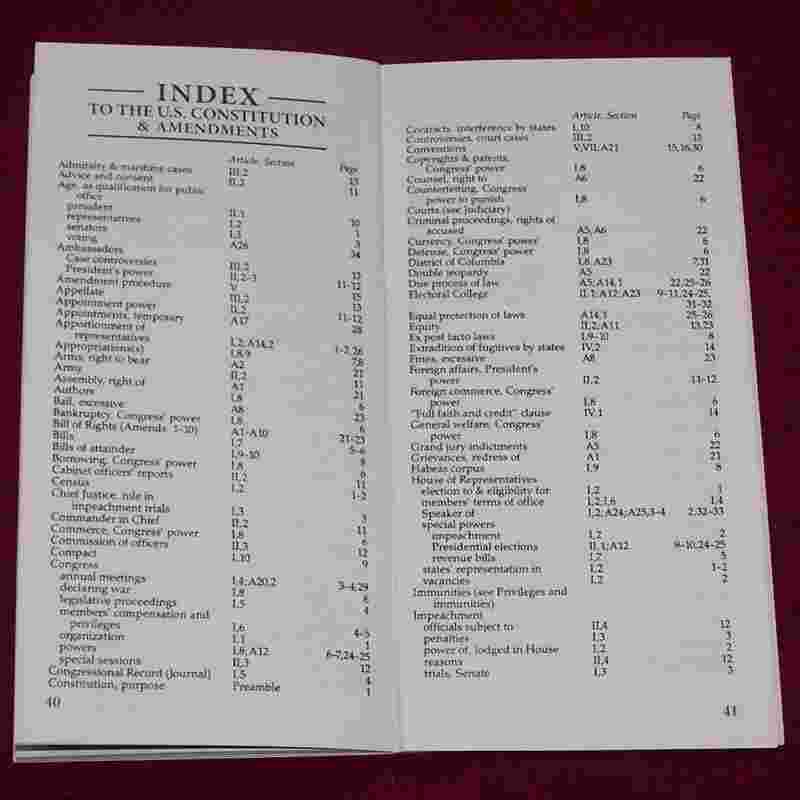 INDEX
TO THE U.S. CONSTITUTION
& AMENDMENTS
Article, Section Page
Admiralty & maritime cases III,2 13
Advice and consent II,2 11
Age, as qualification for public
office
president II,1 10
representatives I,2 1
senators I,3 3
voting A26 34
Ambassadors
Case controversies III,2 13
President's power II,2-3 11-12
Amendment procedure V 15
Appellate III,2 13
Appointment power II,2 11-12
Appointments, temporary A17 28
Apportionment of
representatives I,2;A14,2 1-2,26
Appropriation(s) I,8,9 7,8
Arms, right to bear A2 21
Army II,2 11
Assembly, right of A1 21
Authors I,8 6
Bail, excessive A8 23
Bankruptcy, Congress' power I,8 6
Bill of Rights (Amends. 1-10) A1-A10 21-23
Bills I,7 5-6
Bills of attainder I,9-10 8
Borrowing, Congress' power I,8 6
Cabinet officers' reports II,2 11
Census I,2 1-2
Chief Justice, role in
impeachment trials I,3 3
Commander in Chief II,2 11
Commerce, Congress' power I,8 6
Commission of officers II,3 12
Compact I,10 9
Congress
annual meetings I,4;A20,2 3-4,29
declaring war I,8 6
legislative proceedings I,5 4
members' compensation and
privileges I,6 4-5
organization I,1 1
powers I,8;A12 6-7,24-25
special sessions II,3 12
Congressional Record (Journal) I,5 4
Constitution, purpose Preamble 1
40
Article, Section Page
Contracts, interference by states I,10 8
Controversies, court cases III,2 13
Conventions V,VII,A21 15,16,30
Copyrights & patents,
Congress' power I,8 6
Counsel, right to A6 22
Counterfeiting, Congress'
power to punish I,8 6
Courts (see Judiciary)
Criminal proceedings, rights of
accused A5,A6 22
Currency, Congress' power I,8 6
Defense, Congress' power I,8 6
District of Columbia I,8,A23 7,31
Double jeopardy A5 22
Due process of law A5;A14,1 22,25-26
Electoral College II,1;A12;A23 9-11,24-25,
31-32
Equal protection of laws A14,1 25-26
Equity III,2,A11 13,23
Ex post facto laws I,9-10 8
Extradition of fugitives by states IV,2 14
Fines, excessive A8 23
Foreign affairs, President's
power II,2 11-12
Foreign commerce, Congress'
power I,8 6
"Full faith and credit" clause IV,1 14
General welfare, Congress'
power I,8 6
Grand jury indictments A5 22
Grievances, redress of A1 21
Habeas corpus I,9 8
House of Representatives
election to & eligibility for I,2 1
members' terms of office I,2;I,6 1,4
Speaker of I,2;A24;A25,3-4 2,32-33
special powers
impeachment I,2 2
Presidential elections II,1;A12 9-10,24-25
revenue bills I,7 5
states' representation in I,2 1-2
vacancies I,2 2
Immunities (see Privileges and
immunities)
Impeachment
officials subject to II,4 12
penalties I,3 3
power of, lodged in House I,2 2
reasons II,4 12
trials, Senate I,3 3
41